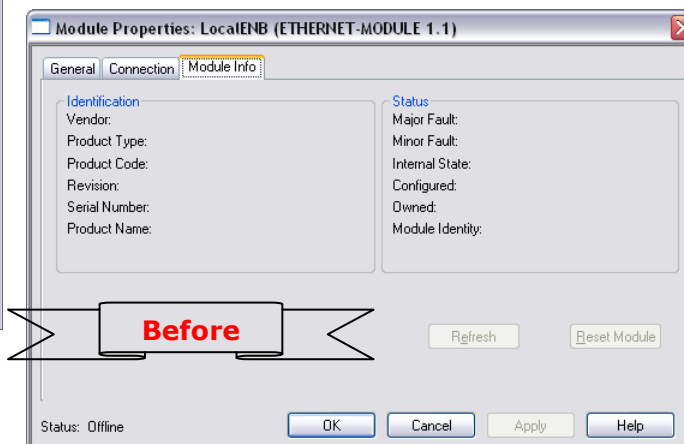 Module Properties: LocalENB (ETHERNET-MODULE 1.1)
General Connection Module Info
Identification
Vendor:
Product Type:
Product Code:
Revision:
Serial Number:
Product Name:
Status
Major Fault:
Minor Fault:
Internal State:
Configured:
Owned:
Module Identity:
Before
Refresh Reset Module
Status: Offline OK Cancel Apply Help